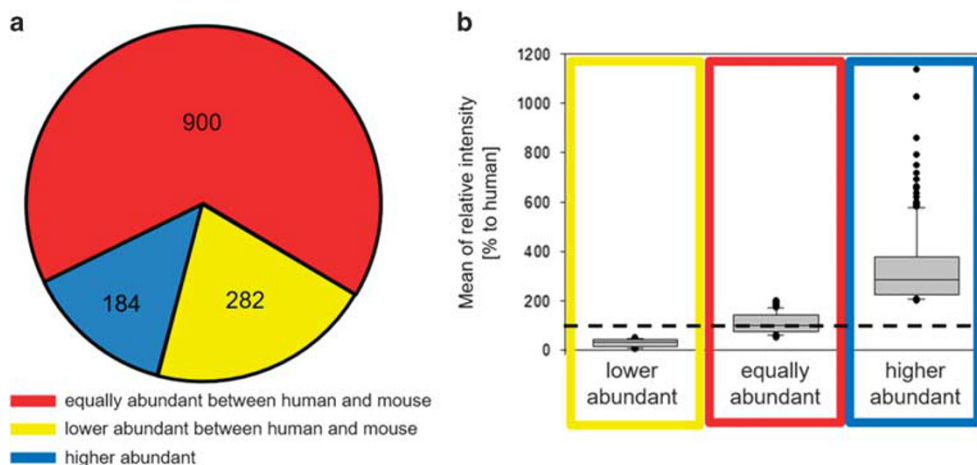 a
900
184
282
equally abundant between human and mouse
lower abundant between human and mouse
higher abundant
b
Mean of relative intensity
[% to human]
1200
1000
800
600
400
200
0
lower
abundant
equally
abundant
higher
abundant